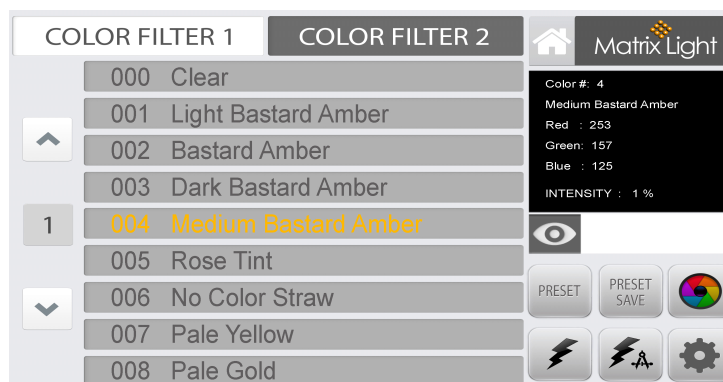 COLOR FILTER 1
COLOR FILTER 2
Matrix Light
000 Clear
001 Light Bastard Amber
002 Bastard Amber
003 Dark Bastard Amber
1
004 Medium Bastard Amber
005 Rose Tint
006 No Color Straw
007 Pale Yellow
008 Pale Gold
Color #: 4
Medium Bastard Amber
Red : 253
Green: 157
Blue : 125
INTENSITY : 1 %
PRESET
PRESET
SAVE